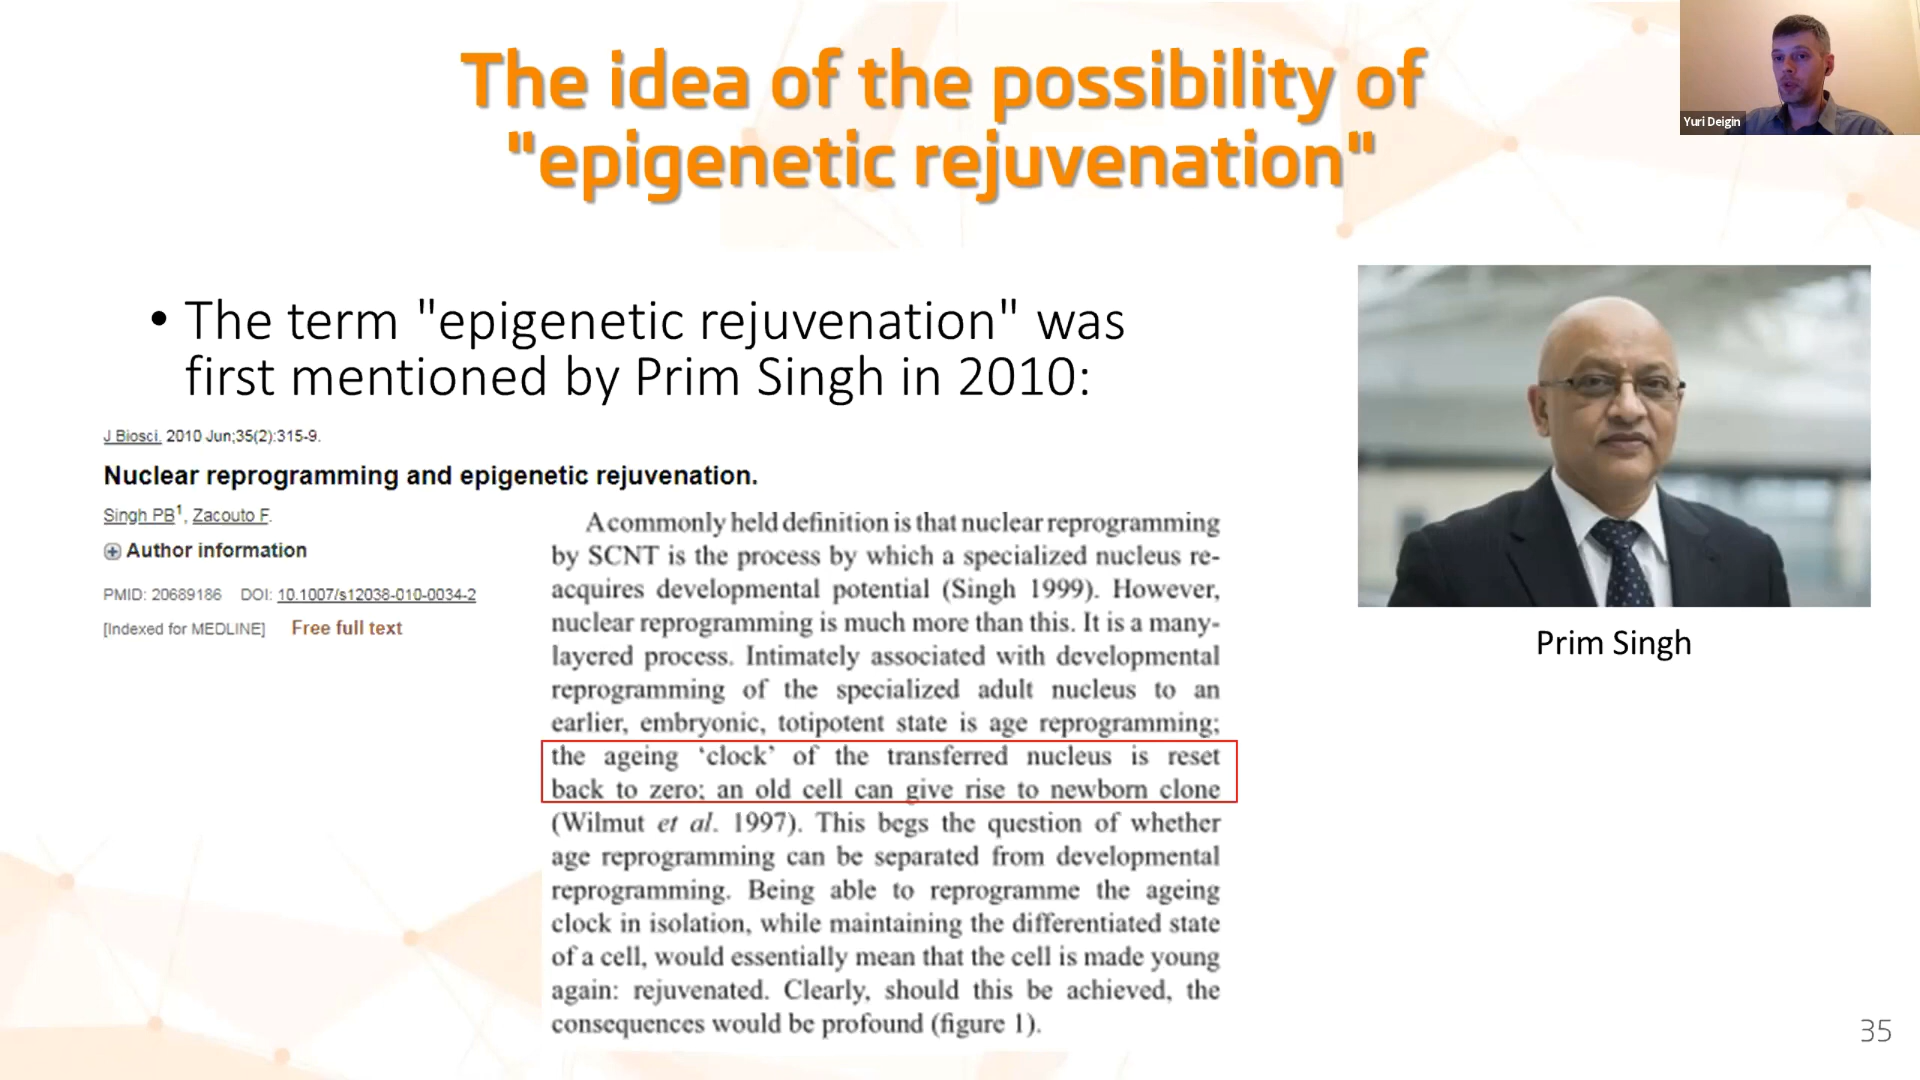 The idea of the possibility of
"epigenetic rejuvenation"
Yuri Deigin
• The term "epigenetic rejuvenation" was
first mentioned by Prim Singh in 2010:
J Biosci. 2010 Jun;35(2):315-9.
Nuclear reprogramming and epigenetic rejuvenation.
Singh PB1, Zacouto F.
Author information
PMID: 20689186 DOI: 10.1007/s12038-010-0034-2
[Indexed for MEDLINE] Free full text
A commonly held definition is that nuclear reprogramming
by SCNT is the process by which a specialized nucleus re-
acquires developmental potential (Singh 1999). However,
nuclear reprogramming is much more than this. It is a many-
layered process. Intimately associated with developmental
reprogramming of the specialized adult nucleus to an
earlier, embryonic, totipotent state is age reprogramming;
the ageing ‘clock’ of the transferred nucleus is reset
back to zero; an old cell can give rise to newborn clone
(Wilmut et al. 1997). This begs the question of whether
age reprogramming can be separated from developmental
reprogramming. Being able to reprogramme the ageing
clock in isolation, while maintaining the differentiated state
of a cell, would essentially mean that the cell is made young
again: rejuvenated. Clearly, should this be achieved, the
consequences would be profound (figure 1).
Prim Singh
35